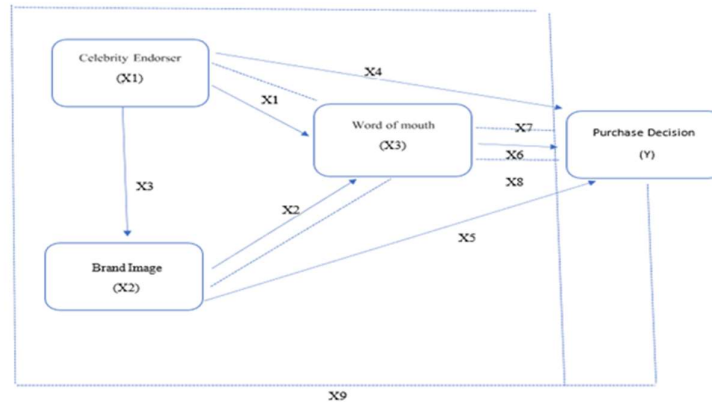 Celebrity Endorser
(X1)
X4
X1
Word of mouth
(X3)
X7
X6
Purchase Decision
(Y)
X3
X2
X8
X5
Brand Image
(X2)
X9